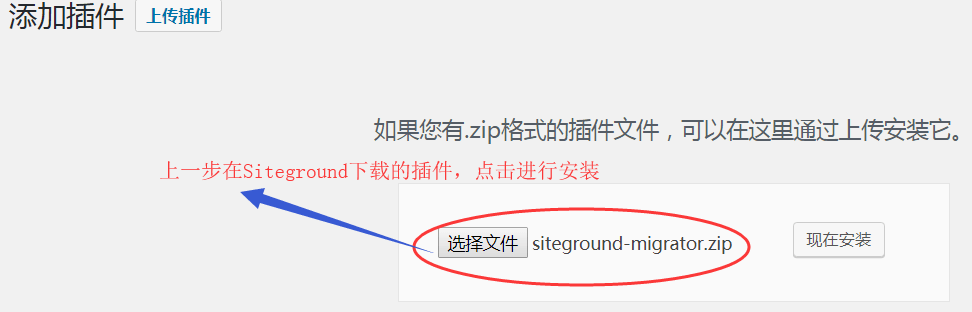 添加插件 上传插件
如果您有.zip格式的插件文件，可以在这里通过上传安装它。
上一步在Siteground下载的插件，点击进行安装
选择文件 siteground-migrator.zip 现在安装